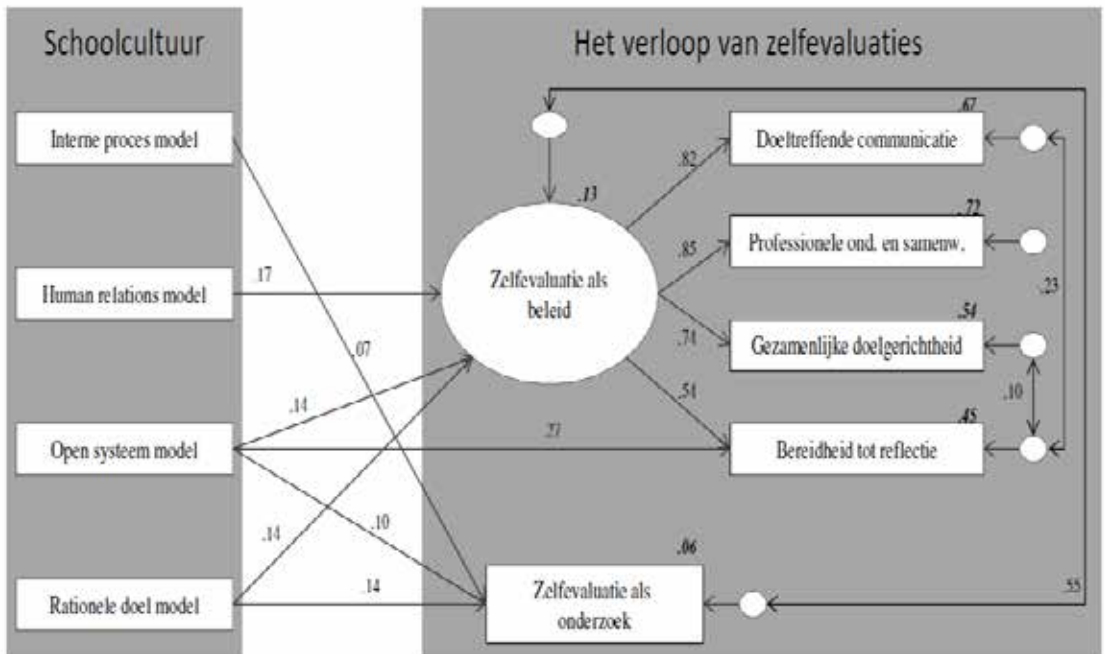 Schoolcultuur
Het verloop van zelfevaluaties
Interne proces model
Human relations model
Open systeem model
Rationele doel model
.17
.07
.14
.27
.10
.14
.14
Zelfevaluatie als
beleid
.13
.82
.85
.74
.54
.67
Doeltreffende communicatie
.72
Professionele ond. en samenw.
.54
Gezamenlijke doelgerichtheid
.45
Bereidheid tot reflectie
.23
.10
.06
Zelfevaluatie als
onderzoek
.55